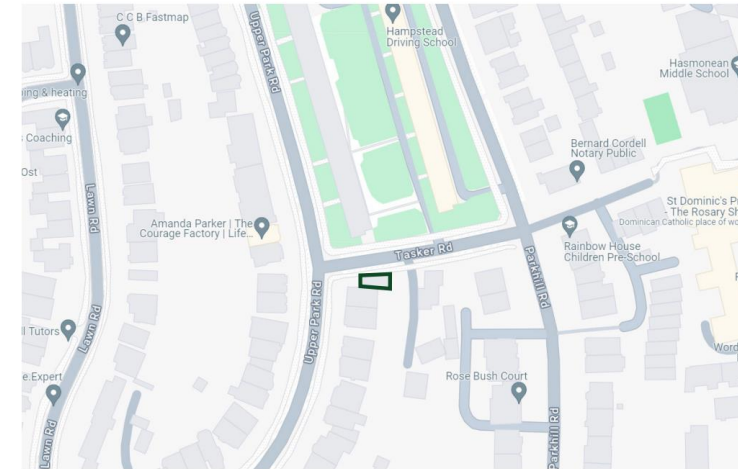 C C B Fastmap
Upper Park Rd
Hampstead
Driving School
Hasmonean
Middle School
ing & heating
Coaching
Ost
Lawn Rd
Bernard Cordell
Notary Public
St Dominic's P
- The Rosary Sh
Dominican Catholic place of wo
Amanda Parker | The
Courage Factory | Life...
Tasker Rd
Rainbow House
Children Pre-School
Parkhill Rd
Upper Park Rd
l Tutors
Lawn Rd
Word
e.Expert
Rose Bush Court
Lawn Rd
Parkhill Rd